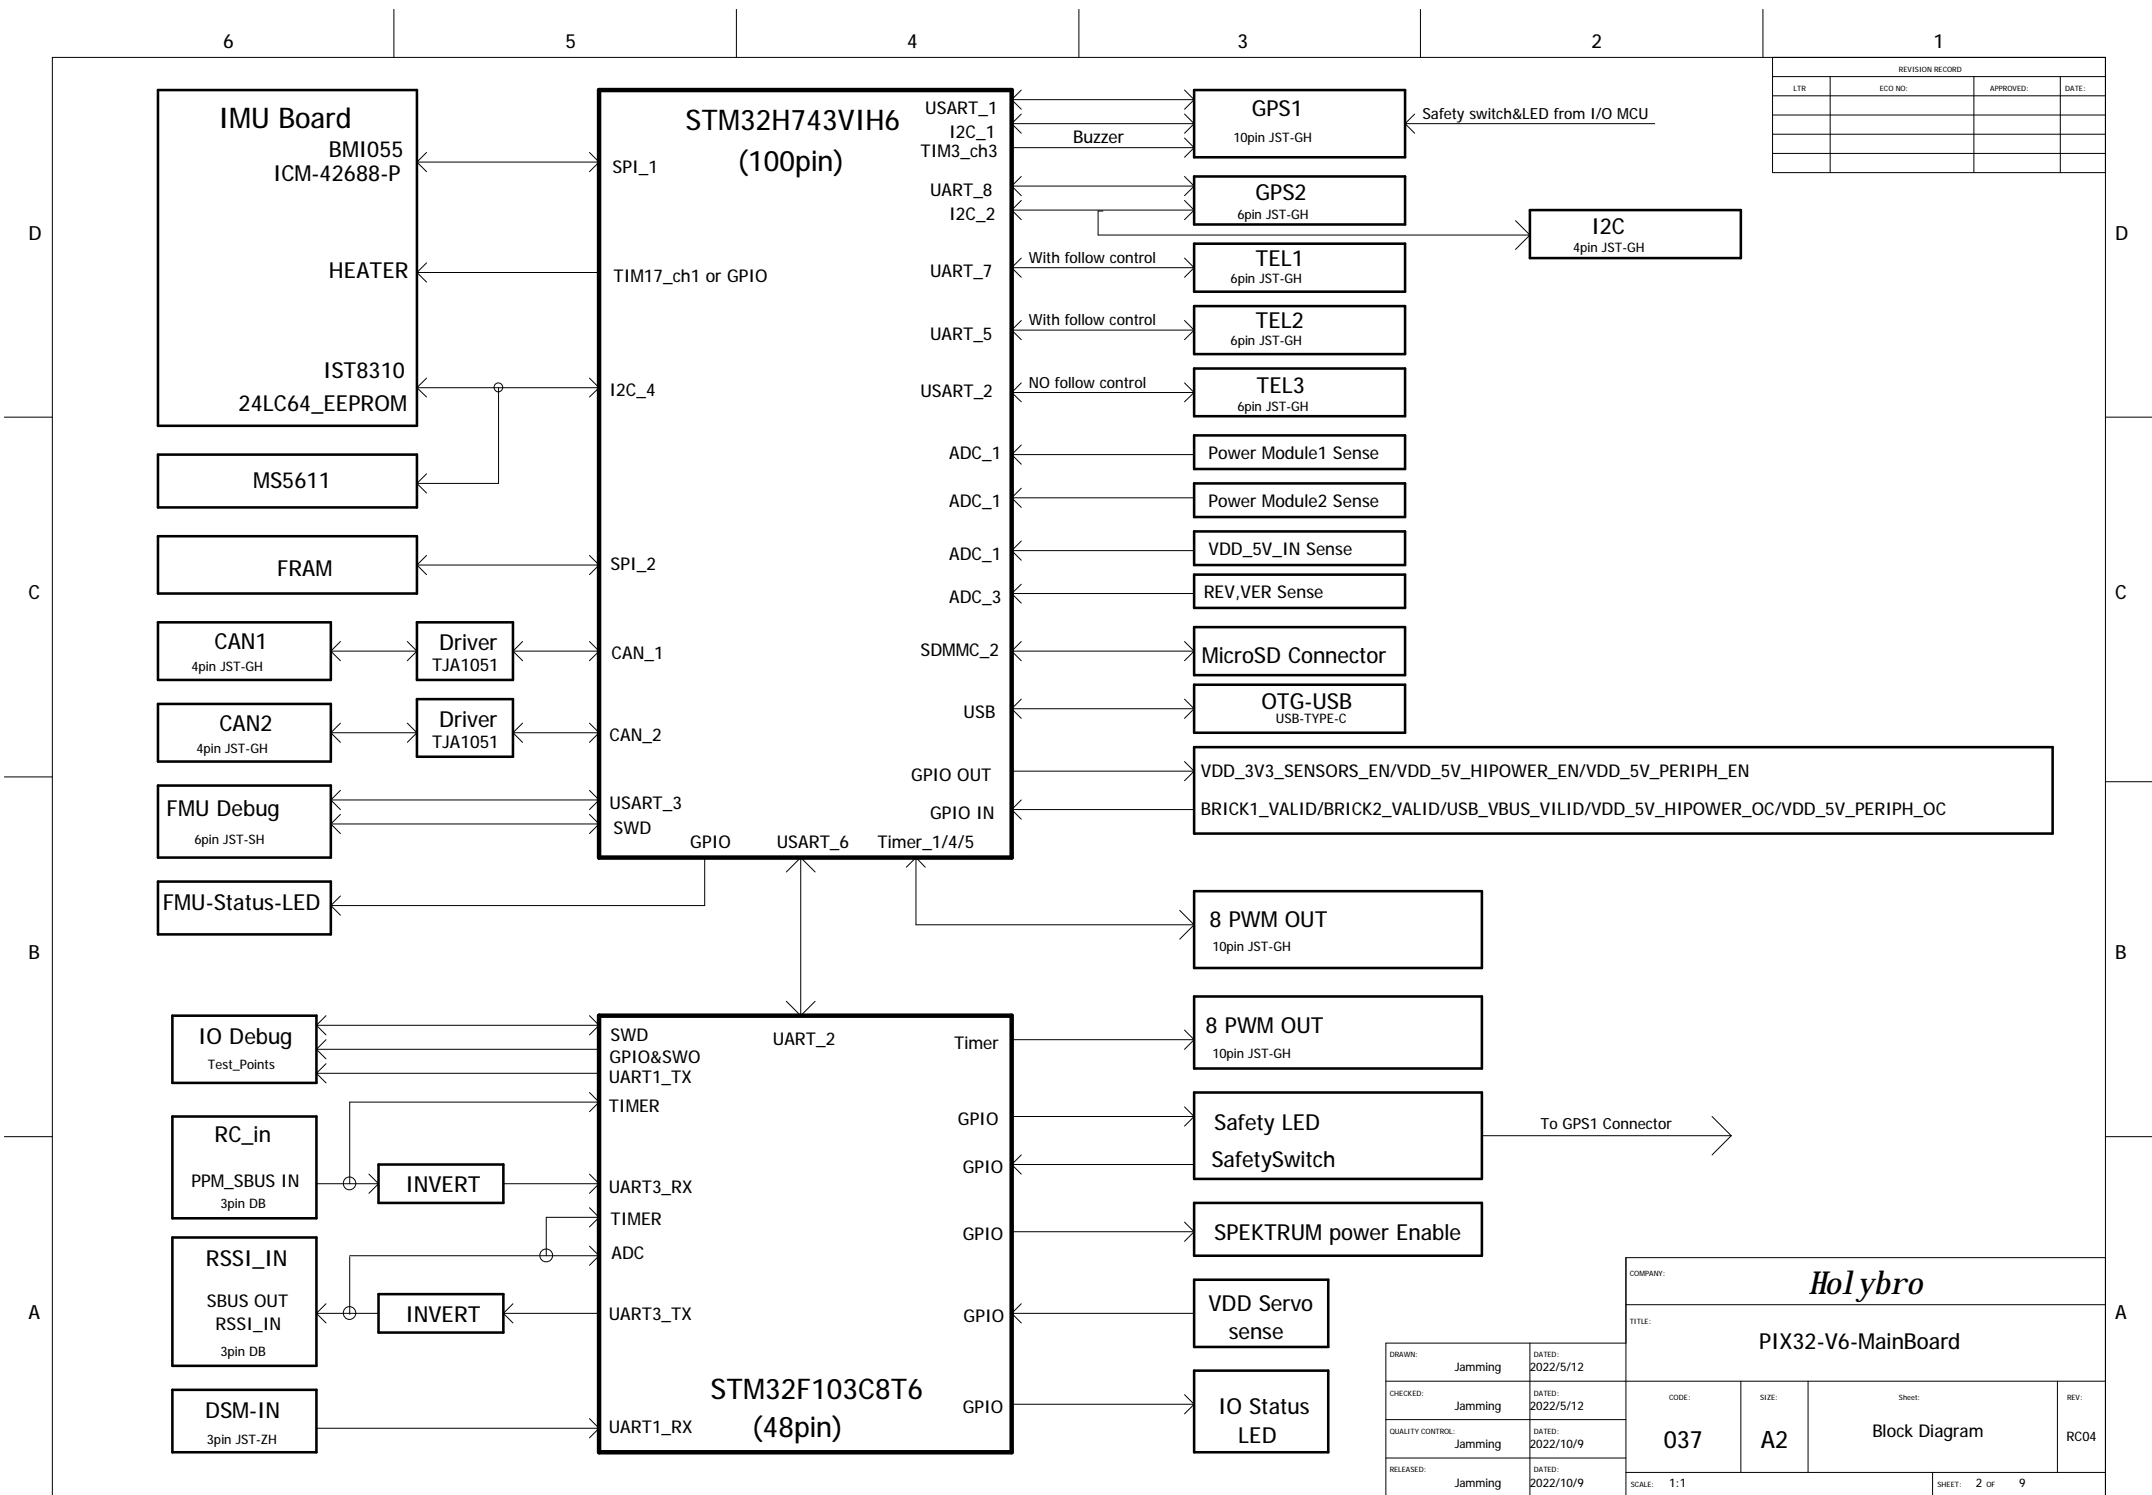 6 5 4 3 2 1
REVISION RECORD
LTR ECO NO: APPROVED: DATE:
IMU Board
BMI055
ICM-42688-P
HEATER
IST8310
24LC64_EEPROM
MS5611
FRAM
CAN1
4pin JST-GH
Driver
TJA1051
CAN2
4pin JST-GH
Driver
TJA1051
FMU Debug
6pin JST-SH
FMU-Status-LED
STM32H743VIH6
(100pin)
SPI_1
TIM17_ch1 or GPIO
I2C_4
SPI_2
CAN_1
CAN_2
USART_3
SWD
GPIO
USART_6
Timer_1/4/5
USART_1
I2C_1
TIM3_ch3
UART_8
I2C_2
UART_7
UART_5
USART_2
ADC_1
ADC_1
ADC_1
ADC_3
SDMMC_2
USB
GPIO OUT
GPIO IN
Buzzer
With follow control
With follow control
NO follow control
GPS1
10pin JST-GH
Safety switch&LED from I/O MCU
GPS2
6pin JST-GH
I2C
4pin JST-GH
TEL1
6pin JST-GH
TEL2
6pin JST-GH
TEL3
6pin JST-GH
Power Module1 Sense
Power Module2 Sense
VDD_5V_IN Sense
REV,VER Sense
MicroSD Connector
OTG-USB
USB-TYPE-C
VDD_3V3_SENSORS_EN/VDD_5V_HIPOWER_EN/VDD_5V_PERIPH_EN
BRICK1_VALID/BRICK2_VALID/USB_VBUS_VILID/VDD_5V_HIPOWER_OC/VDD_5V_PERIPH_OC
8 PWM OUT
10pin JST-GH
D D
C C
B B
A A
IO Debug
Test_Points
RC_in
PPM_SBUS IN
3pin DB
INVERT
RSSI_IN
SBUS OUT
RSSI_IN
3pin DB
INVERT
DSM-IN
3pin JST-ZH
SWD
GPIO&SWO
UART1_TX
TIMER
UART3_RX
TIMER
ADC
UART3_TX
UART1_RX
UART_2
STM32F103C8T6
(48pin)
Timer
GPIO
GPIO
GPIO
GPIO
GPIO
8 PWM OUT
10pin JST-GH
Safety LED
SafetySwitch
To GPS1 Connector
SPEKTRUM power Enable
VDD Servo
sense
IO Status
LED
COMPANY:
Holybro
TITLE:
PIX32-V6-MainBoard
DRAWN: Jamming DATED: 2022/5/12
CHECKED: Jamming DATED: 2022/5/12
QUALITY CONTROL: Jamming DATED: 2022/10/9
RELEASED: Jamming DATED: 2022/10/9
CODE: 037
SIZE: A2
Sheet: Block Diagram
REV: RC04
SCALE: 1:1
SHEET: 2 OF 9